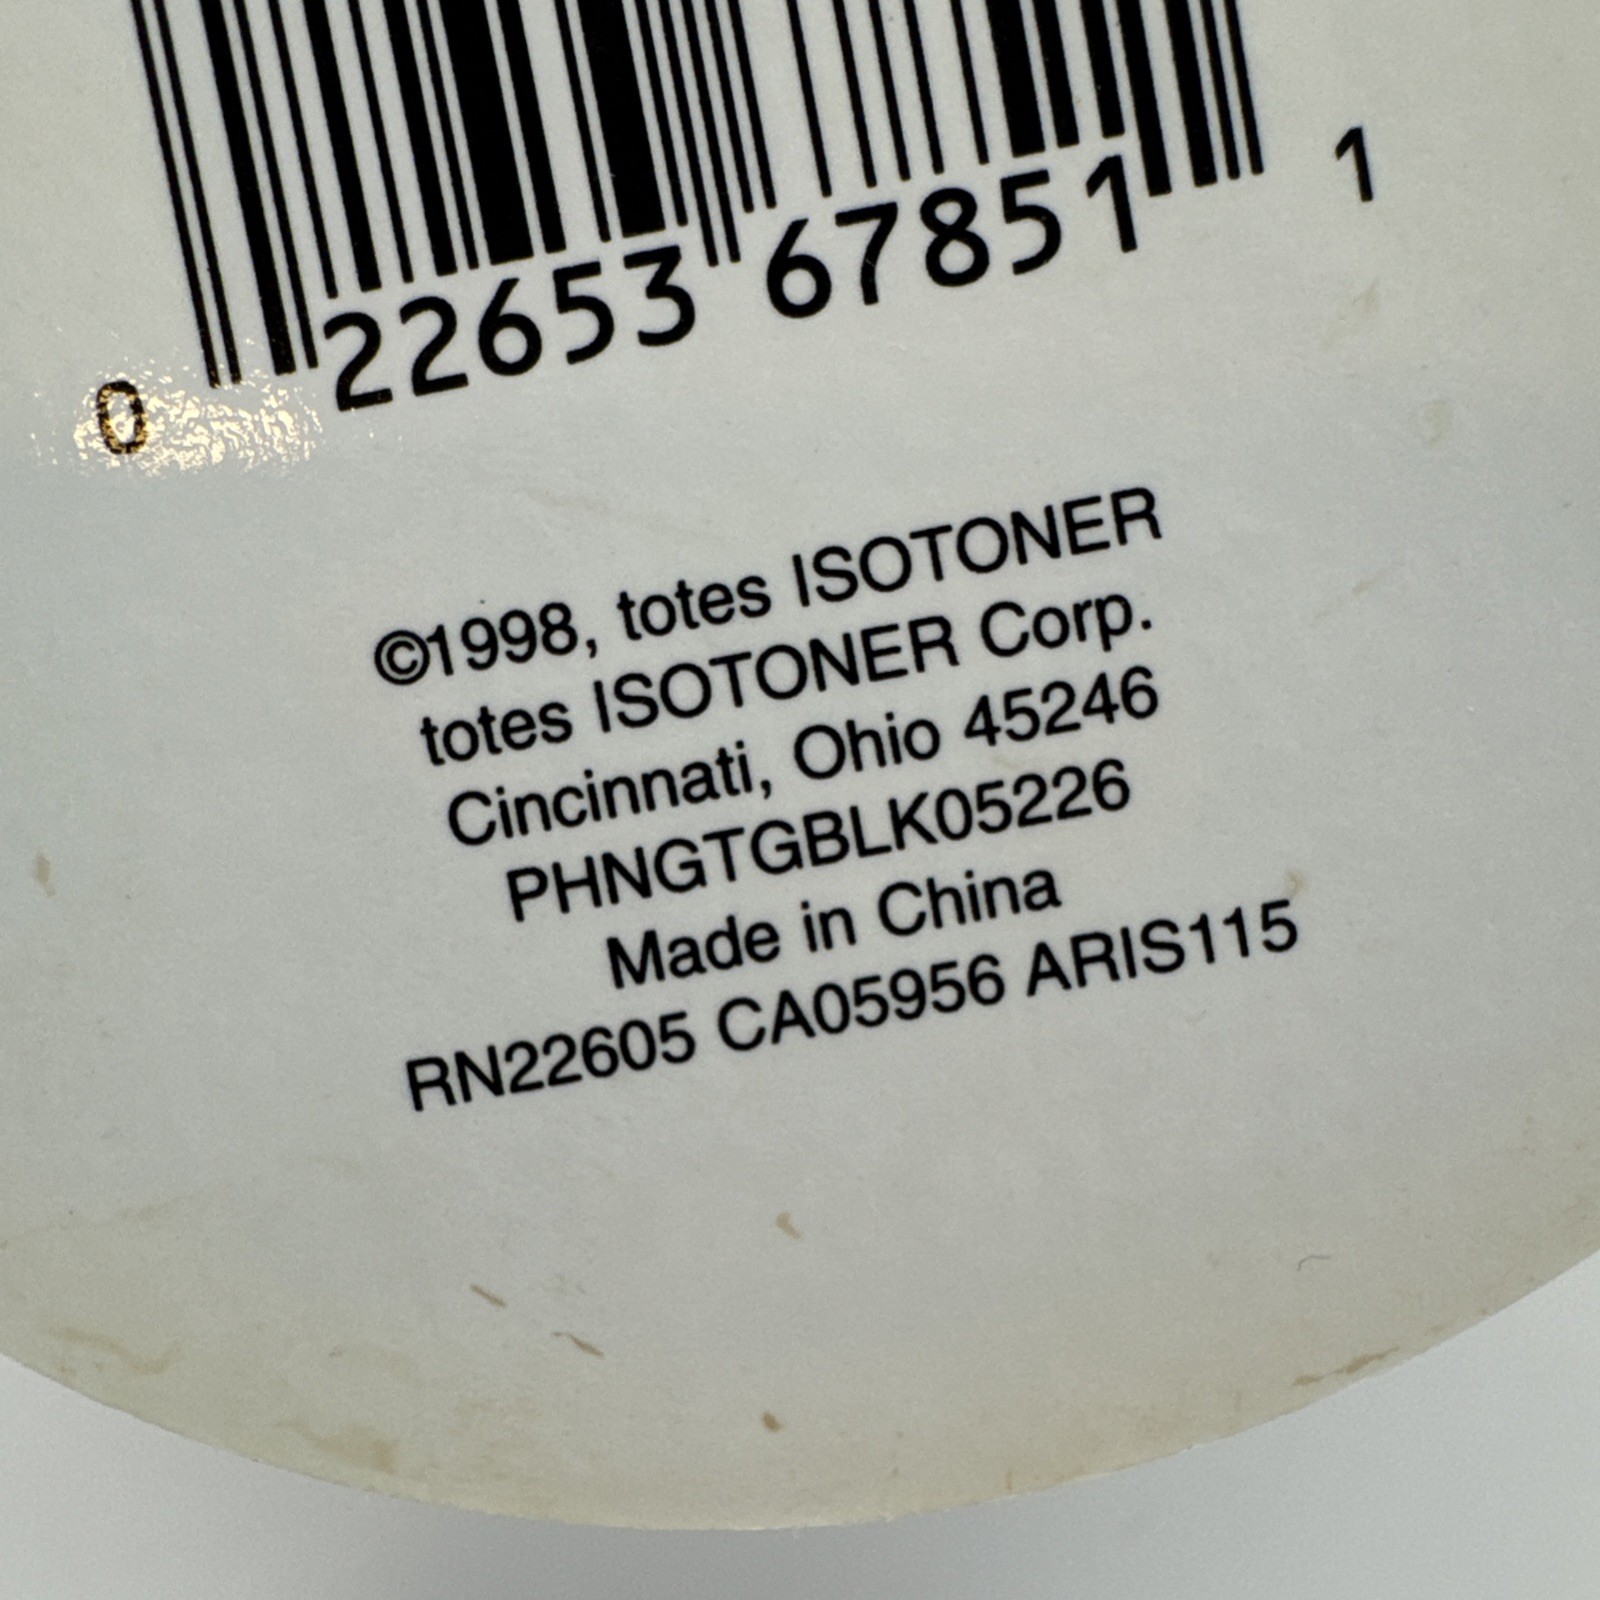 0 22653 67851 1
©1998, totes ISOTONER
totes ISOTONER Corp.
Cincinnati, Ohio 45246
PHNGTGBLK05226
Made in China
RN22605 CA05956 ARIS115